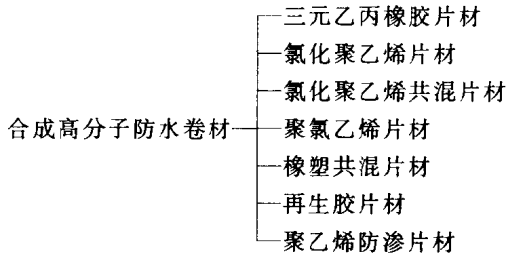 三元乙丙橡胶片材
氯化聚乙烯片材
氯化聚乙烯共混片材
合成高分子防水卷材
聚氯乙烯片材
橡塑共混片材
再生胶片材
聚乙烯防渗片材